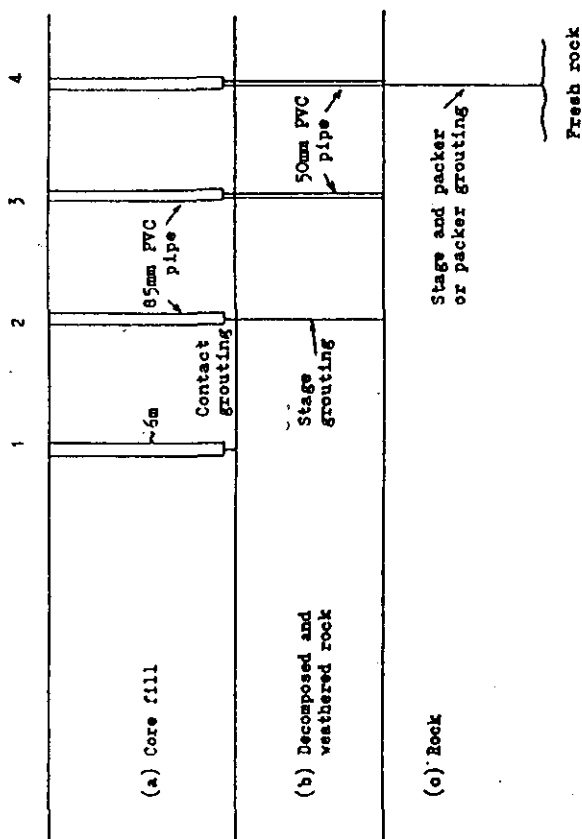 1
2
3
4
(a) Core fill
~6m
85mm PVC
pipe
Contact
grouting
(b) Decomposed and
weathered rock
Stage
grouting
50mm PVC
pipe
(c) Rock
Stage and packer
or packer grouting
Fresh rock